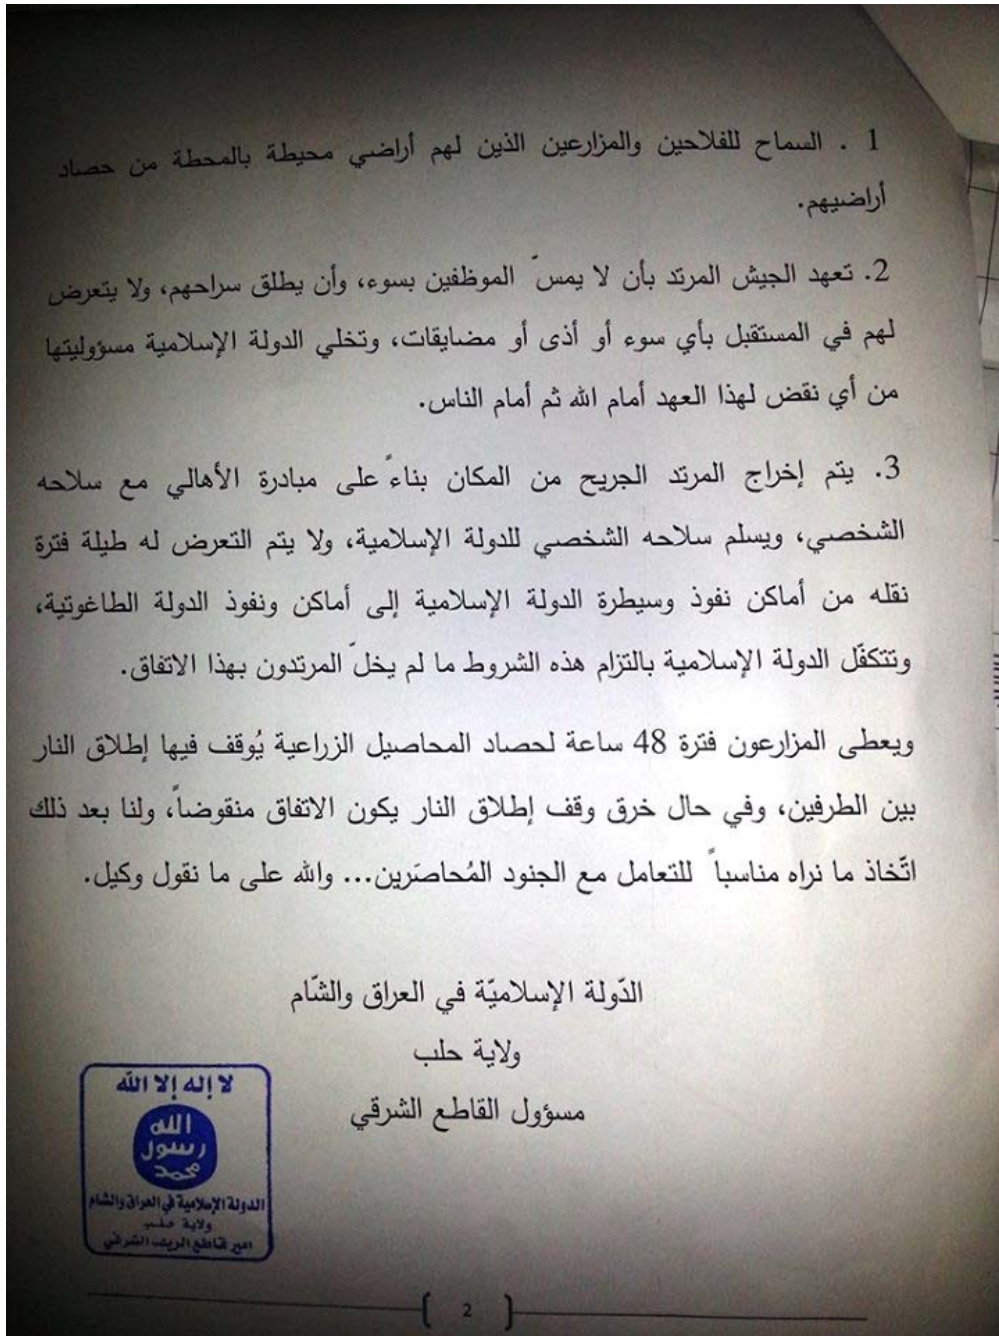 1 . السماح للفلاحين والمزارعين الذين لهم أراضي محيطة بالمحطة من حصاد
أراضيهم.
2. تعهد الجيش المرتد بأن لا يمسّ الموظفين بسوء، وأن يطلق سراحهم، ولا يتعرض
لهم في المستقبل بأي سوء أو أذى أو مضايقات، وتخلي الدولة الإسلامية مسؤوليتها
من أي نقض لهذا العهد أمام الله ثم أمام الناس.
3. يتم إخراج المرتد الجريح من المكان بناءً على مبادرة الأهالي مع سلاحه
الشخصي، ويسلم سلاحه الشخصي للدولة الإسلامية، ولا يتم التعرض له طيلة فترة
نقله من أماكن نفوذ وسيطرة الدولة الإسلامية إلى أماكن ونفوذ الدولة الطاغوتية،
وتتكفّل الدولة الإسلامية بالتزام هذه الشروط ما لم يخلّ المرتدون بهذا الاتفاق.
ويعطى المزارعون فترة 48 ساعة لحصاد المحاصيل الزراعية يُوقف فيها إطلاق النار
بين الطرفين، وفي حال خرق وقف إطلاق النار يكون الاتفاق منقوضاً، ولنا بعد ذلك
اتّخاذ ما نراه مناسباً للتعامل مع الجنود المُحاصَرين... والله على ما نقول وكيل.
الدّولة الإسلاميّة في العراق والشّام
ولاية حلب
مسؤول القاطع الشرقي
لا إله إلا الله
الله
رسول
محمد
الدولة الإسلامية في العراق والشام
ولاية حلب
امير قاطع الريف الشرقي
2